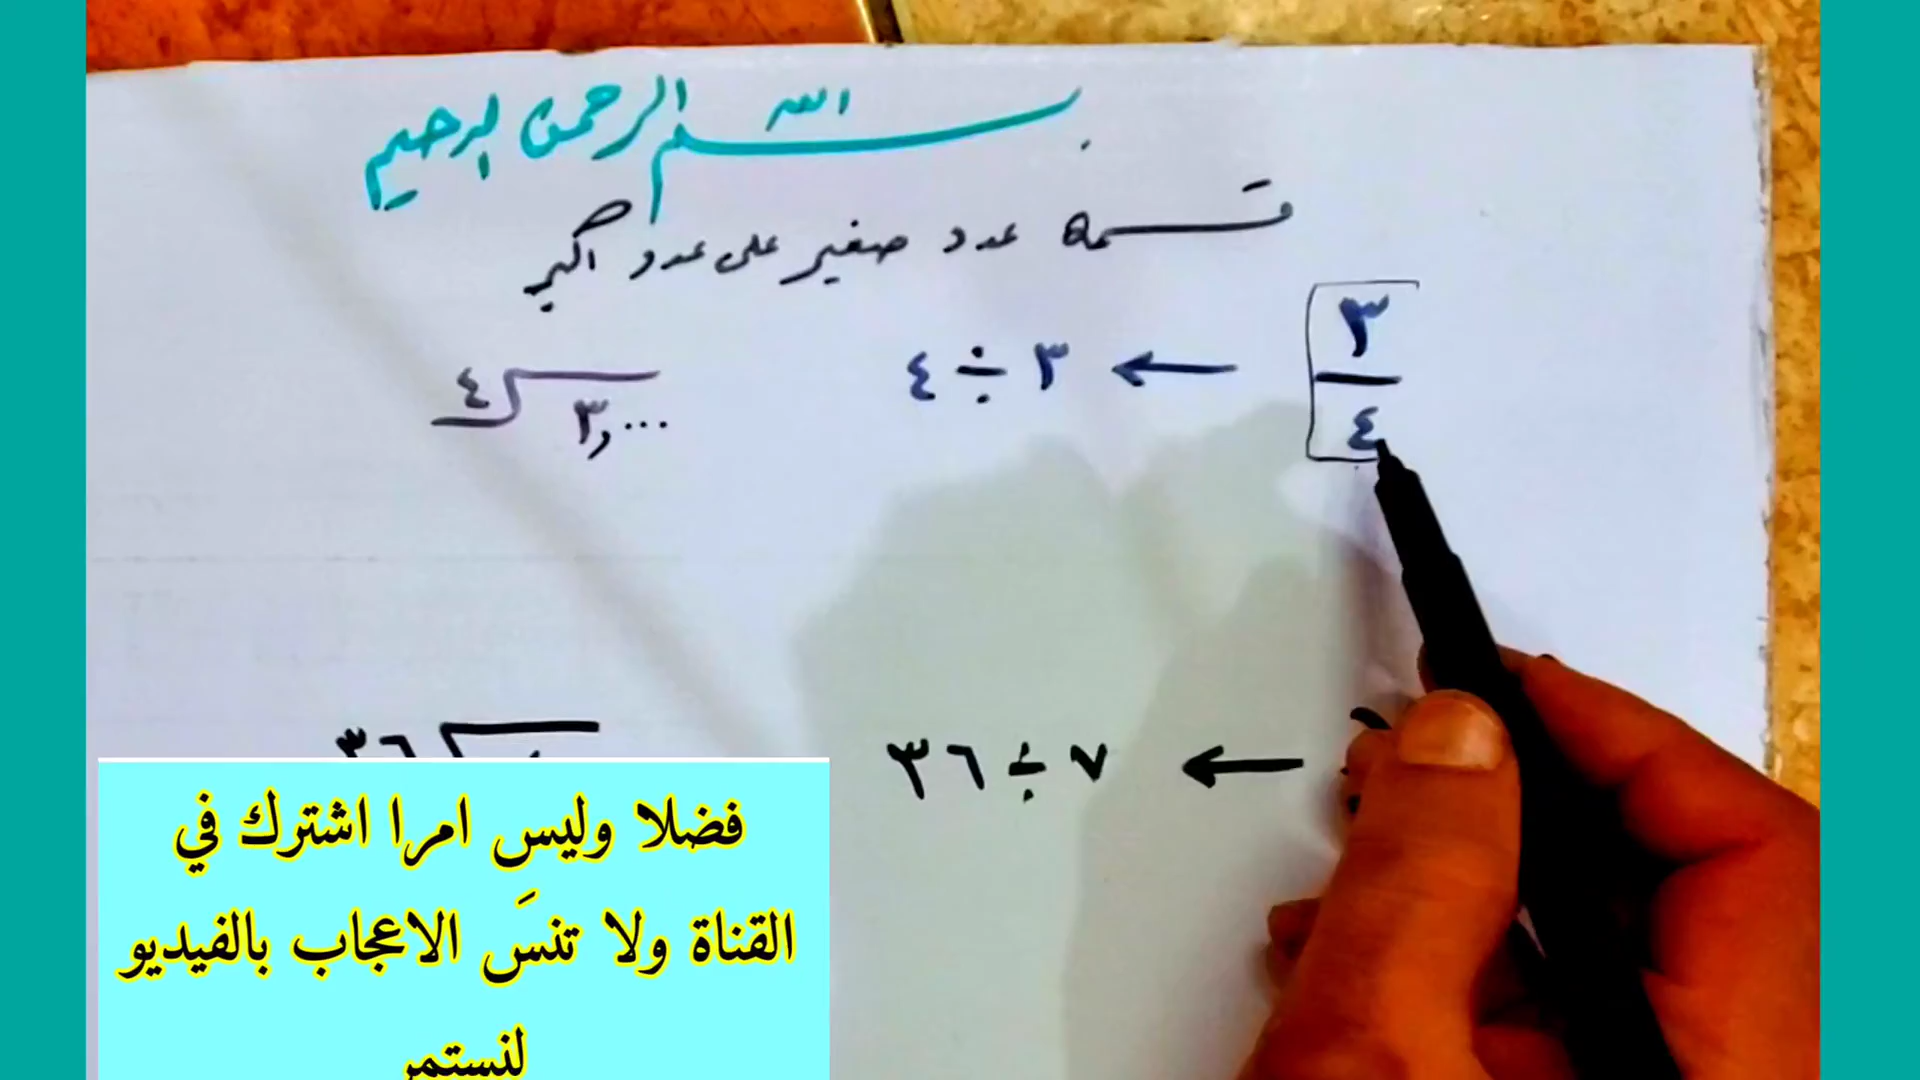 بسم الله الرحمن الرحيم
قسمة عدد صغير على عدد اكبر
٣
٤
٣ ÷ ٤
٤
٣,...
٧ ÷ ٣٦
٣٦
فضلا وليس امرا اشترك في
القناة ولا تنسَ الاعجاب بالفيديو
لنستمر